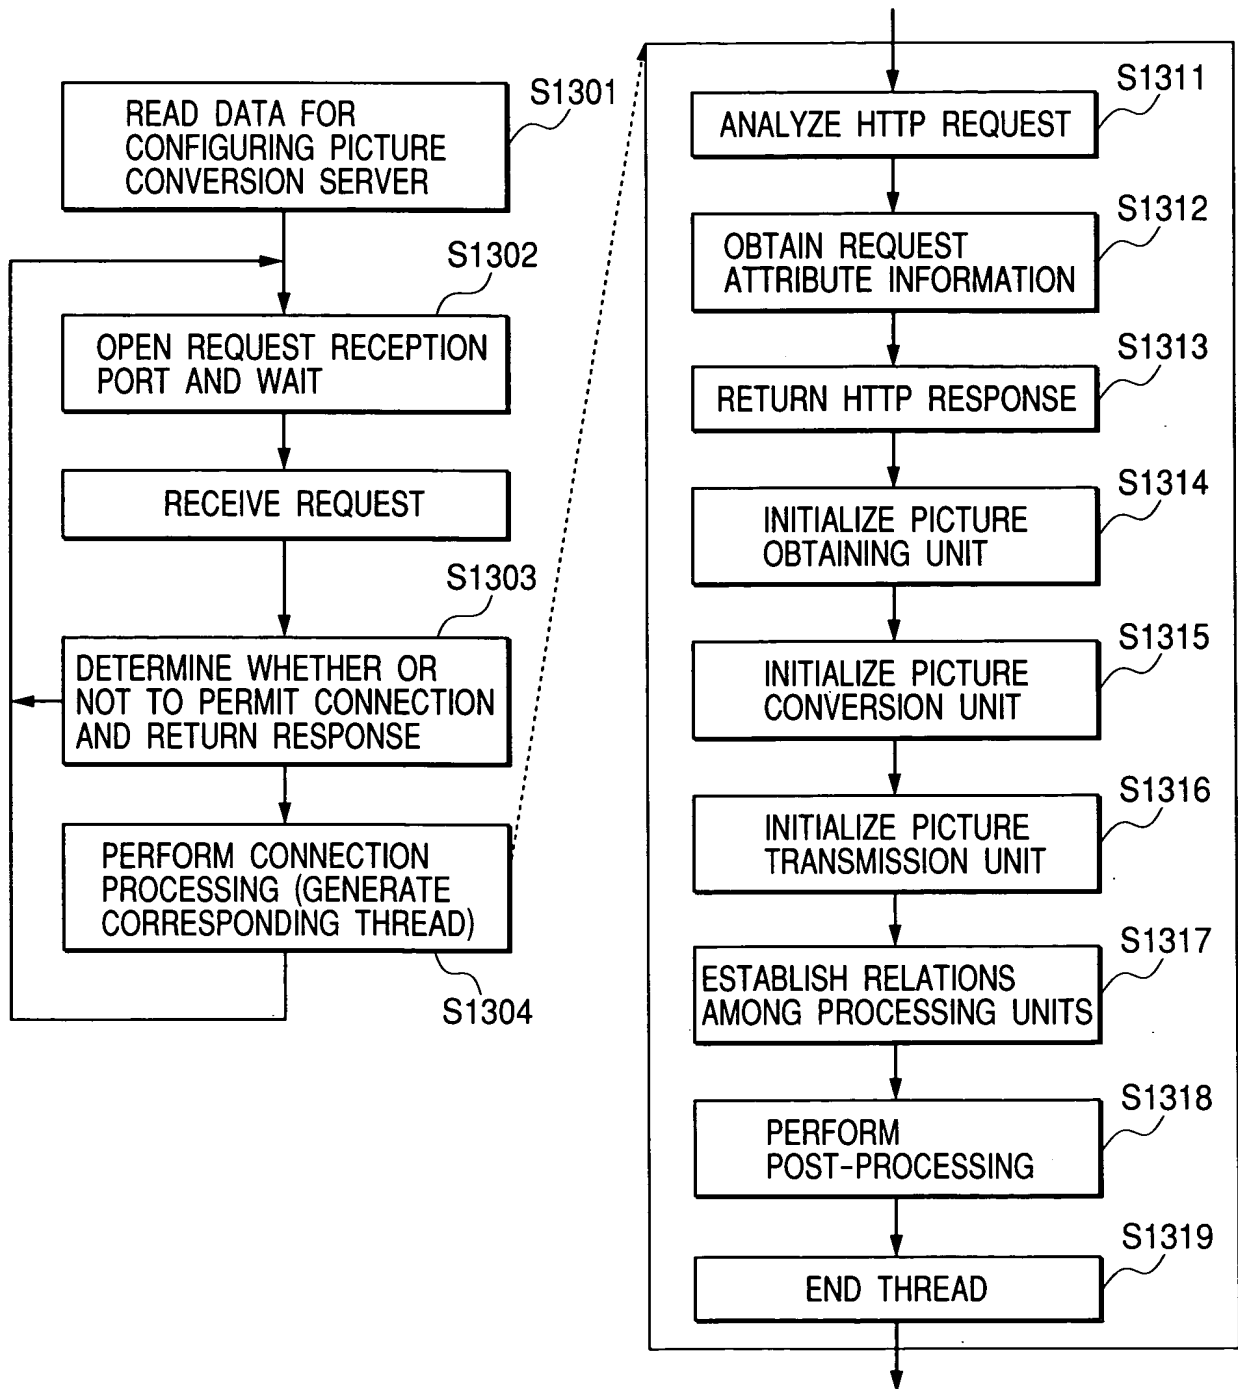 READ DATA FOR
CONFIGURING PICTURE
CONVERSION SERVER
S1301
S1302
OPEN REQUEST RECEPTION
PORT AND WAIT
RECEIVE REQUEST
S1303
DETERMINE WHETHER OR
NOT TO PERMIT CONNECTION
AND RETURN RESPONSE
PERFORM CONNECTION
PROCESSING (GENERATE
CORRESPONDING THREAD)
S1304
S1311
ANALYZE HTTP REQUEST
S1312
OBTAIN REQUEST
ATTRIBUTE INFORMATION
S1313
RETURN HTTP RESPONSE
S1314
INITIALIZE PICTURE
OBTAINING UNIT
S1315
INITIALIZE PICTURE
CONVERSION UNIT
S1316
INITIALIZE PICTURE
TRANSMISSION UNIT
S1317
ESTABLISH RELATIONS
AMONG PROCESSING UNITS
S1318
PERFORM
POST-PROCESSING
S1319
END THREAD